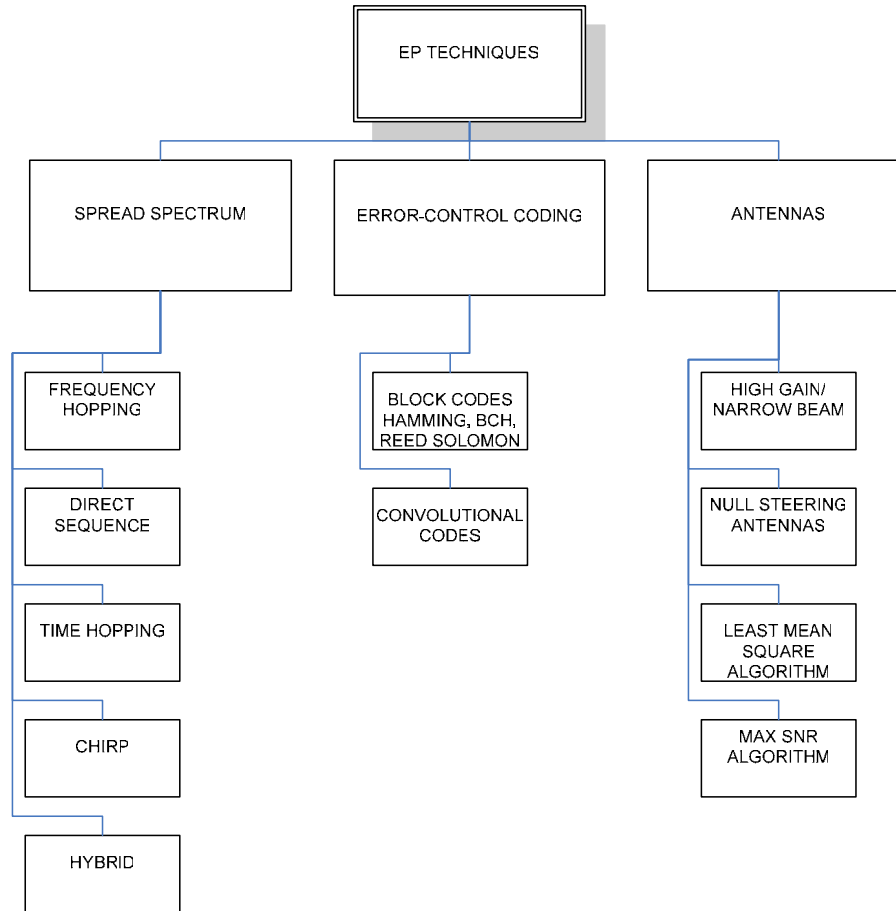 EP TECHNIQUES
SPREAD SPECTRUM
ERROR-CONTROL CODING
ANTENNAS
FREQUENCY
HOPPING
DIRECT
SEQUENCE
TIME HOPPING
CHIRP
HYBRID
BLOCK CODES
HAMMING, BCH,
REED SOLOMON
CONVOLUTIONAL
CODES
HIGH GAIN/
NARROW BEAM
NULL STEERING
ANTENNAS
LEAST MEAN
SQUARE
ALGORITHM
MAX SNR
ALGORITHM